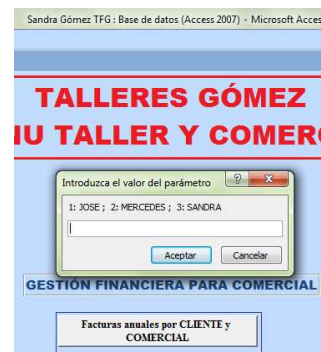 Sandra Gómez TFG : Base de datos (Access 2007) - Microsoft Acces
TALLERES GÓMEZ
NU TALLER Y COMER
Introduzca el valor del parámetro
1: JOSE ; 2: MERCEDES ; 3: SANDRA
Aceptar Cancelar
GESTIÓN FINANCIERA PARA COMERCIAL
Facturas anuales por CLIENTE y
COMERCIAL